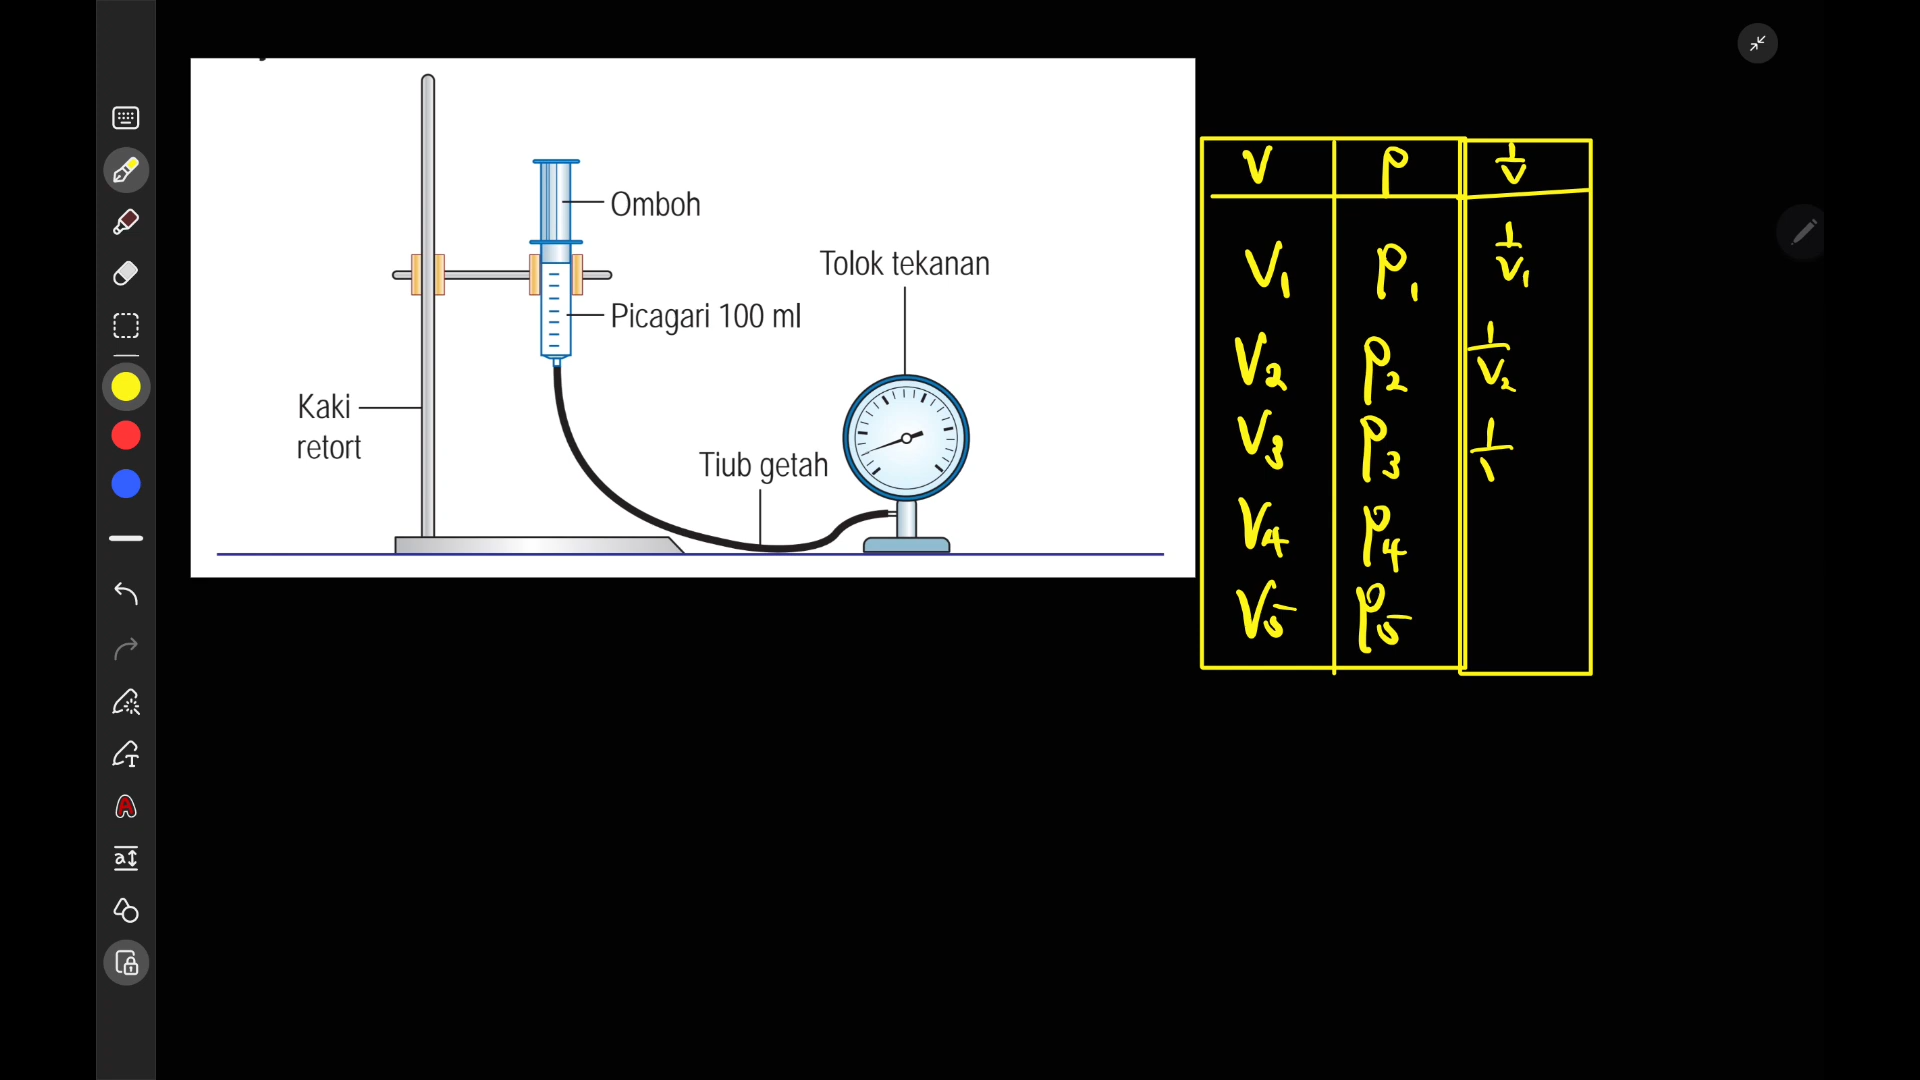 Omboh
Tolok tekanan
Picagari 100 ml
Kaki
retort
Tiub getah
V P 1/V
V₁ P₁ 1/V₁
V₂ P₂ 1/V₂
V₃ P₃ 1/
V₄ P₄
V₅ P₅